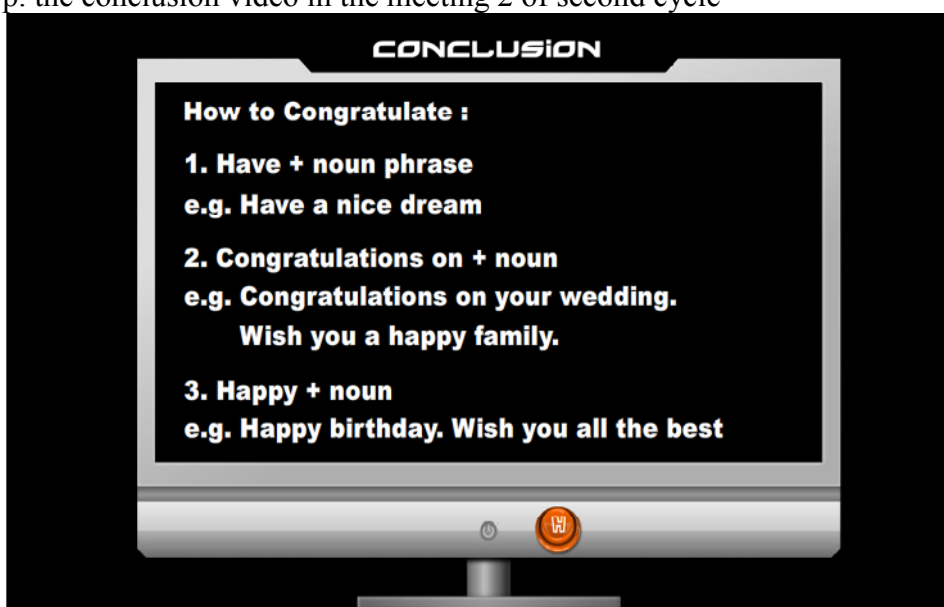 p. the conclusion video in the meeting 2 of second cycle
CONCLUSiON
How to Congratulate :
1. Have + noun phrase
e.g. Have a nice dream
2. Congratulations on + noun
e.g. Congratulations on your wedding.
Wish you a happy family.
3. Happy + noun
e.g. Happy birthday. Wish you all the best
H